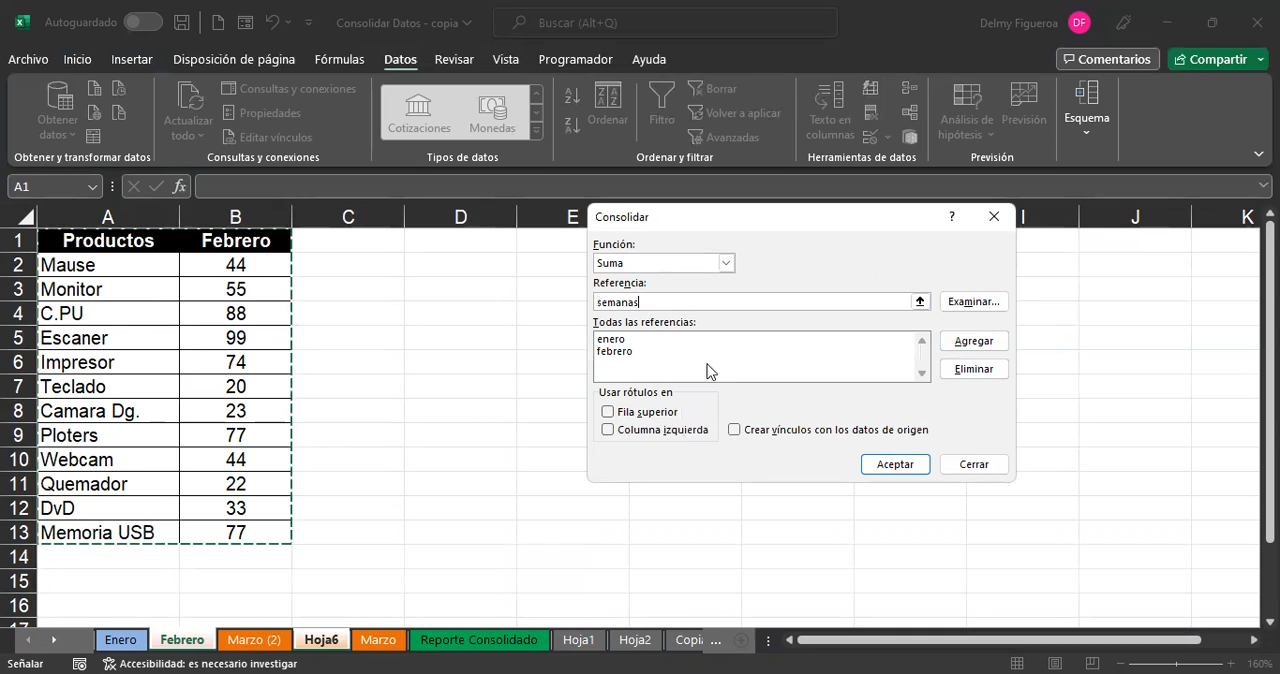 Autoguardado
Consolidar Datos - copia
Buscar (Alt+Q)
Delmy Figueroa
DF
Archivo
Inicio
Insertar
Disposición de página
Fórmulas
Datos
Revisar
Vista
Programador
Ayuda
Comentarios
Compartir
Obtener datos
Actualizar todo
Consultas y conexiones
Propiedades
Editar vínculos
Cotizaciones
Monedas
Ordenar
Filtro
Borrar
Volver a aplicar
Avanzadas
Texto en columnas
Análisis de hipótesis
Previsión
Esquema
Obtener y transformar datos
Consultas y conexiones
Tipos de datos
Ordenar y filtrar
Herramientas de datos
Previsión
A1
fx
A B C D E I J K
1 Productos Febrero
2 Mause 44
3 Monitor 55
4 C.PU 88
5 Escaner 99
6 Impresor 74
7 Teclado 20
8 Camara Dg. 23
9 Ploters 77
10 Webcam 44
11 Quemador 22
12 DvD 33
13 Memoria USB 77
14
15
16
Consolidar
?
Función:
Suma
Referencia:
semanas
Examinar...
Todas las referencias:
enero
febrero
Agregar
Eliminar
Usar rótulos en
Fila superior
Columna izquierda
Crear vínculos con los datos de origen
Aceptar
Cerrar
Enero
Febrero
Marzo (2)
Hoja6
Marzo
Reporte Consolidado
Hoja1
Hoja2
Copia ...
Señalar
Accesibilidad: es necesario investigar
160%